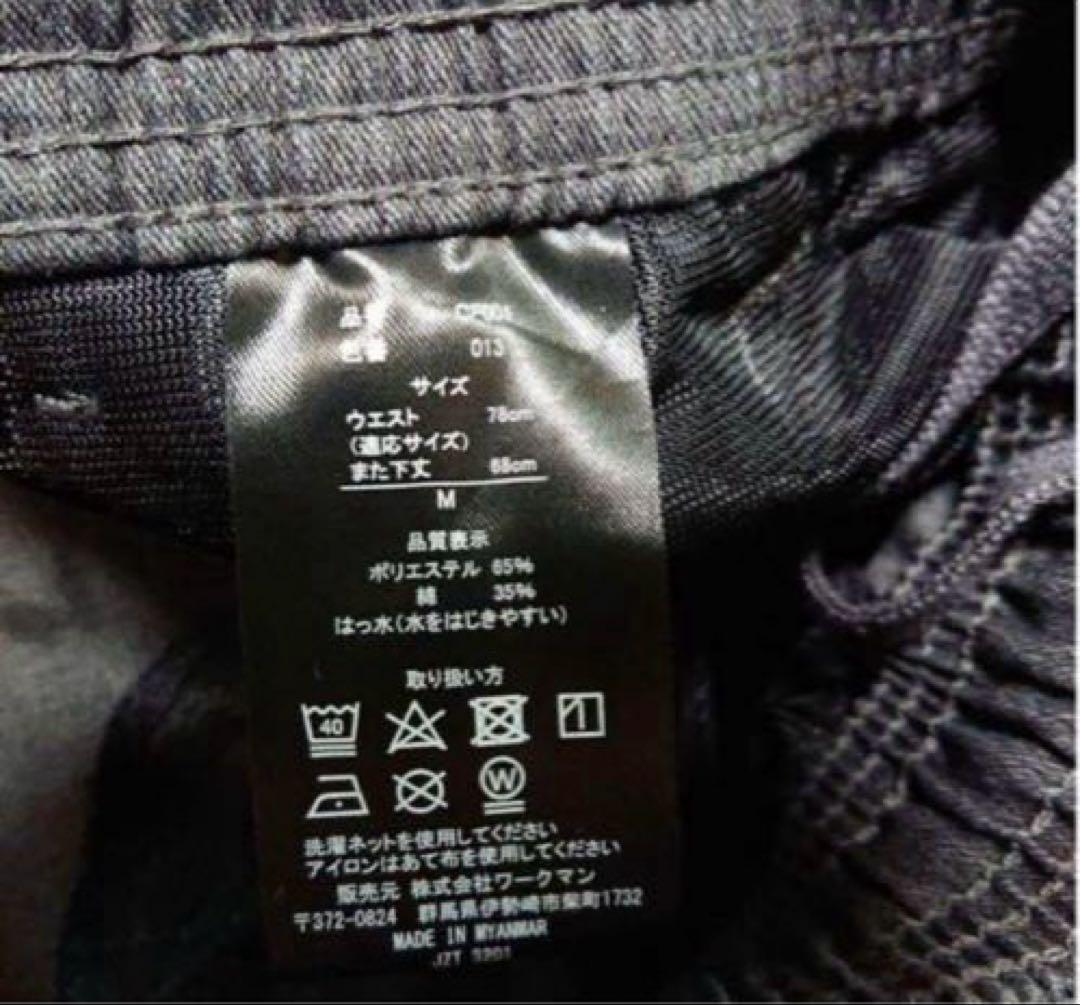 品番
色番 013
サイズ
ウエスト 76cm
(適応サイズ)
また下丈 68cm
M
品質表示
ポリエステル 65%
綿 35%
はっ水(水をはじきやすい)
取り扱い方
40
W
洗濯ネットを使用してください
アイロンはあて布を使用してください
販売元 株式会社ワークマン
〒372-0824 群馬県伊勢崎市柴町1732
MADE IN MYANMAR
JZT 3201